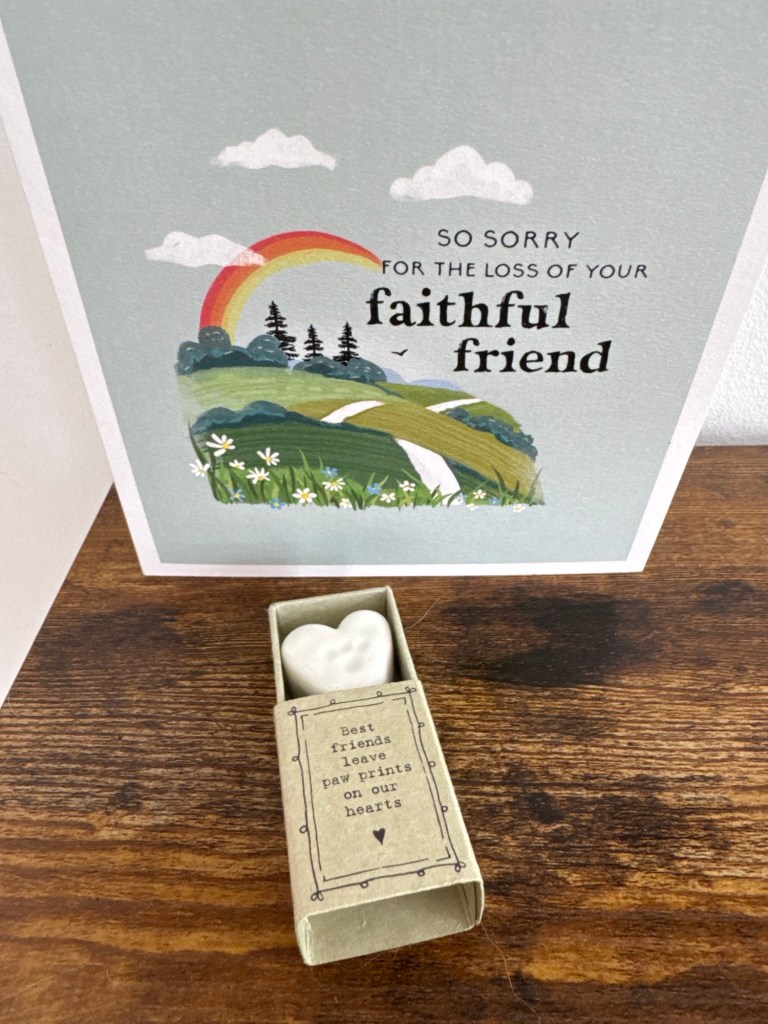 SO SORRY
FOR THE LOSS OF YOUR
faithful
friend
Best
friends
leave
paw prints
on our
hearts